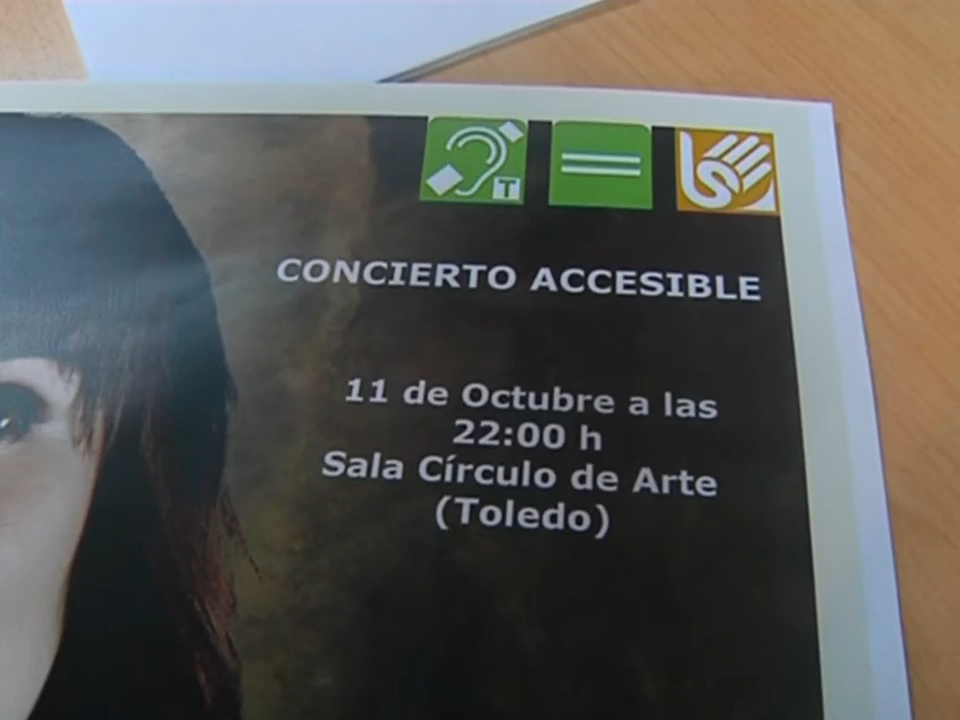 T
CONCIERTO ACCESIBLE
11 de Octubre a las
22:00 h
Sala Círculo de Arte
(Toledo)